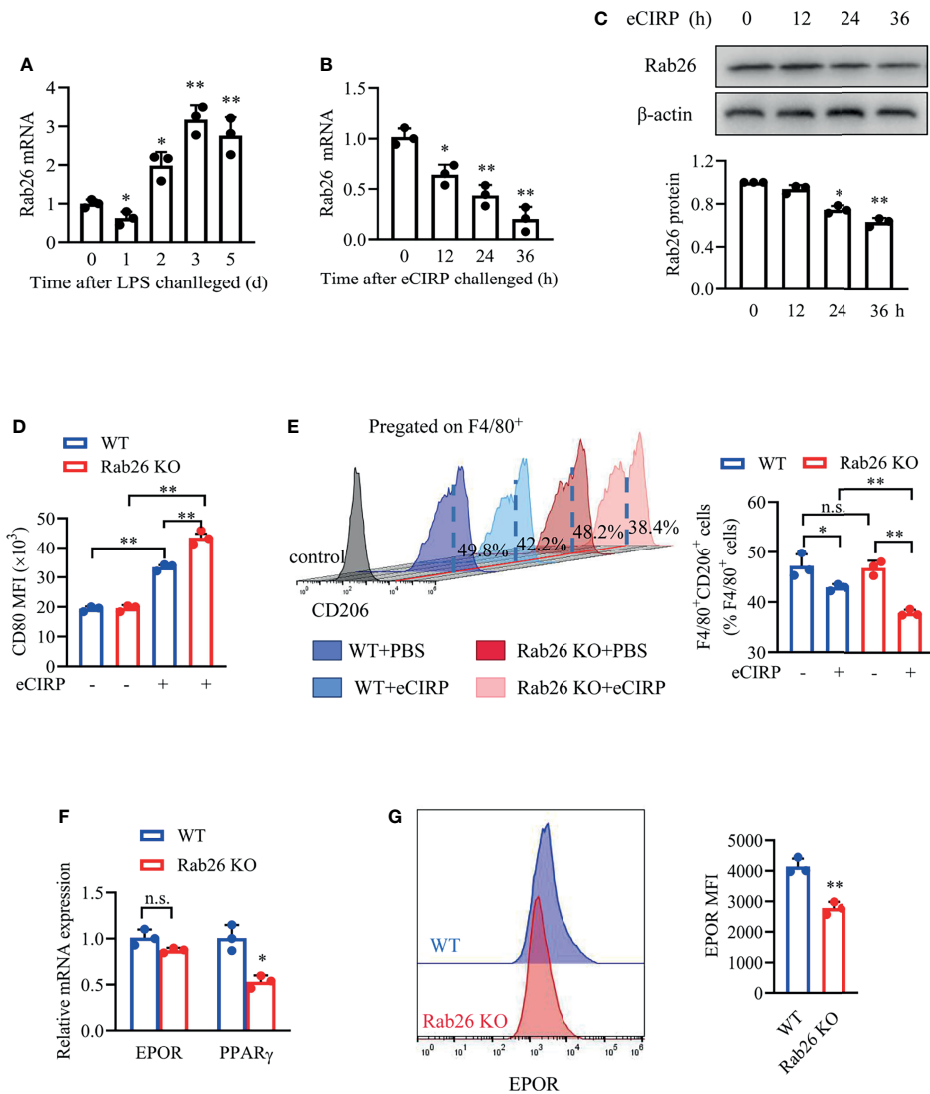 A
Rab26 mRNA
4
3
2
1
0
*
*
**
**
0 1 2 3 5
Time after LPS chanlleged (d)
B
Rab26 mRNA
1.5
1.0
0.5
0.0
*
**
**
0 12 24 36
Time after eCIRP challenged (h)
C
eCIRP (h) 0 12 24 36
Rab26
β-actin
Rab26 protein
1.2
0.8
0.4
0.0
*
**
0 12 24 36 h
D
WT
Rab26 KO
CD80 MFI (×10³)
50
40
30
20
10
0
**
**
**
eCIRP - - + +
E
Pregated on F4/80⁺
control
49.8% 42.2% 48.2% 38.4%
CD206
WT+PBS Rab26 KO+PBS
WT+eCIRP Rab26 KO+eCIRP
WT Rab26 KO
F4/80⁺CD206⁺ cells
(% F4/80⁺ cells)
60
50
40
30
**
n.s.
*
**
eCIRP - + - +
F
WT
Rab26 KO
Relative mRNA expression
1.5
1.0
0.5
0.0
n.s.
*
EPOR PPARγ
G
WT
Rab26 KO
10⁰ 10¹ 10² 10³ 10⁴ 10⁵ 10⁶
EPOR
EPOR MFI
5000
4000
3000
2000
1000
0
**
WT
Rab26 KO